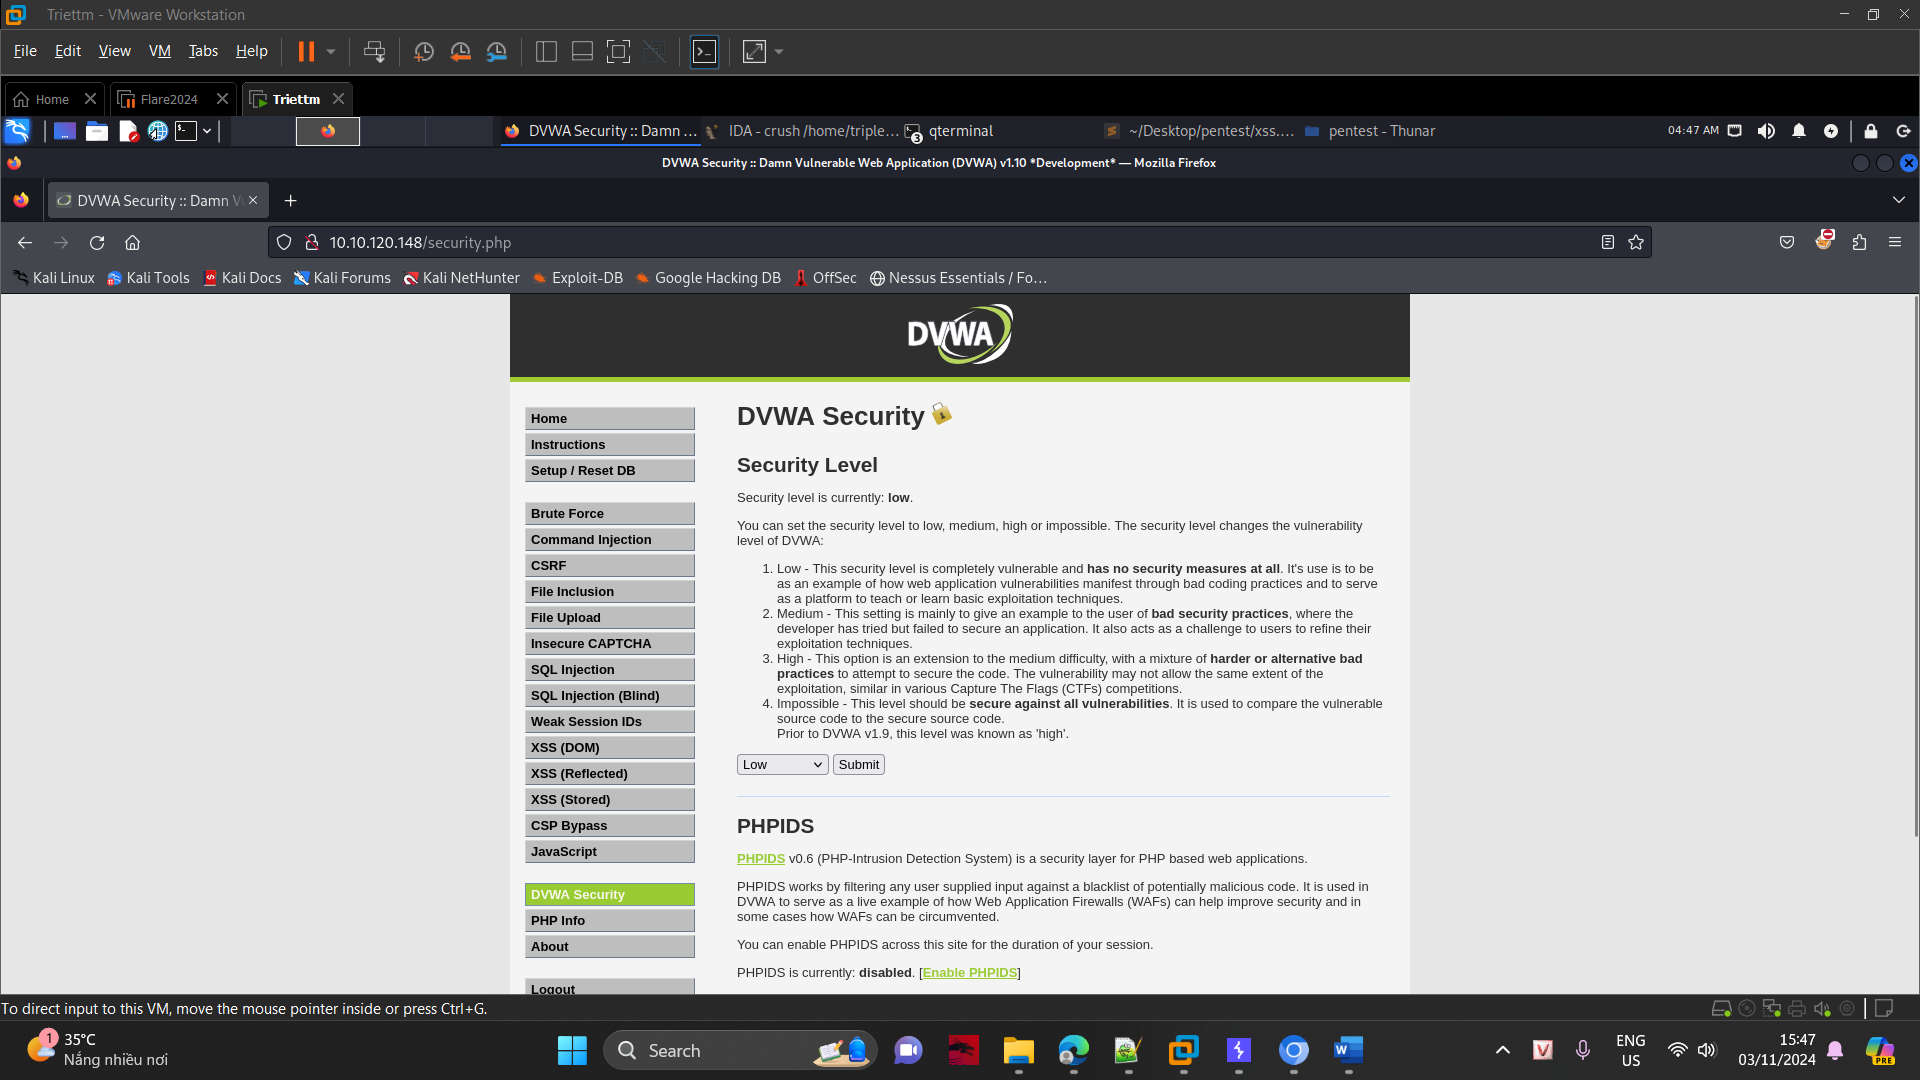 Triettm - VMware Workstation
File Edit View VM Tabs Help
Home Flare2024 Triettm
DVWA Security :: Damn ... IDA - crush /home/triple... 3 qterminal ~/Desktop/pentest/xss.... pentest - Thunar 04:47 AM
DVWA Security :: Damn Vulnerable Web Application (DVWA) v1.10 *Development* — Mozilla Firefox
DVWA Security :: Damn V
10.10.120.148/security.php
Kali Linux Kali Tools Kali Docs Kali Forums Kali NetHunter Exploit-DB Google Hacking DB OffSec Nessus Essentials / Fo...
DVWA
Home
Instructions
Setup / Reset DB
Brute Force
Command Injection
CSRF
File Inclusion
File Upload
Insecure CAPTCHA
SQL Injection
SQL Injection (Blind)
Weak Session IDs
XSS (DOM)
XSS (Reflected)
XSS (Stored)
CSP Bypass
JavaScript
DVWA Security
PHP Info
About
Logout
DVWA Security
Security Level
Security level is currently: low.
You can set the security level to low, medium, high or impossible. The security level changes the vulnerability
level of DVWA:
1. Low - This security level is completely vulnerable and has no security measures at all. It's use is to be
as an example of how web application vulnerabilities manifest through bad coding practices and to serve
as a platform to teach or learn basic exploitation techniques.
2. Medium - This setting is mainly to give an example to the user of bad security practices, where the
developer has tried but failed to secure an application. It also acts as a challenge to users to refine their
exploitation techniques.
3. High - This option is an extension to the medium difficulty, with a mixture of harder or alternative bad
practices to attempt to secure the code. The vulnerability may not allow the same extent of the
exploitation, similar in various Capture The Flags (CTFs) competitions.
4. Impossible - This level should be secure against all vulnerabilities. It is used to compare the vulnerable
source code to the secure source code.
Prior to DVWA v1.9, this level was known as 'high'.
Low Submit
PHPIDS
PHPIDS v0.6 (PHP-Intrusion Detection System) is a security layer for PHP based web applications.
PHPIDS works by filtering any user supplied input against a blacklist of potentially malicious code. It is used in
DVWA to serve as a live example of how Web Application Firewalls (WAFs) can help improve security and in
some cases how WAFs can be circumvented.
You can enable PHPIDS across this site for the duration of your session.
PHPIDS is currently: disabled. [Enable PHPIDS]
To direct input to this VM, move the mouse pointer inside or press Ctrl+G.
1 35°C
Nắng nhiều nơi
Search
ENG
US
15:47
03/11/2024
PRE